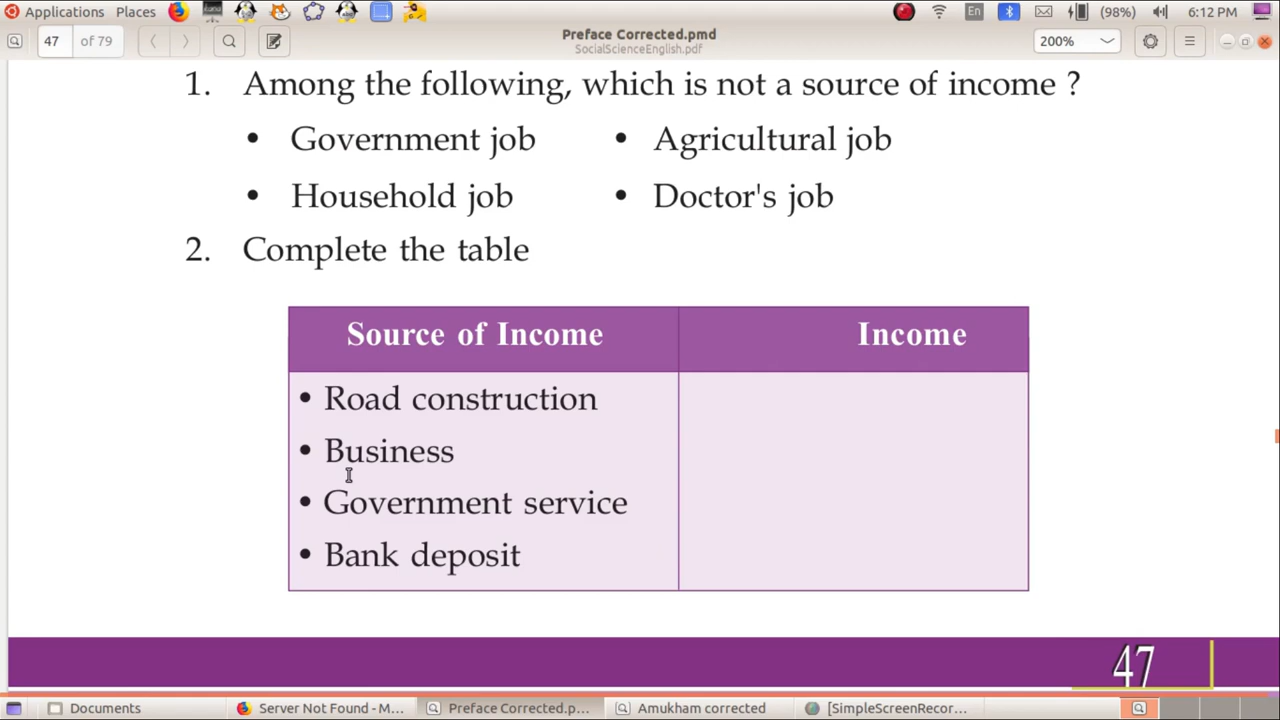 Applications Places En (98%) 6:12 PM
47 of 79 Preface Corrected.pmd 200%
SocialScienceEnglish.pdf
1. Among the following, which is not a source of income ?
• Government job • Agricultural job
• Household job • Doctor's job
2. Complete the table
Source of Income Income
• Road construction
• Business
• Government service
• Bank deposit
47
Documents Server Not Found - M... Preface Corrected.p... Amukham corrected [SimpleScreenRecor...